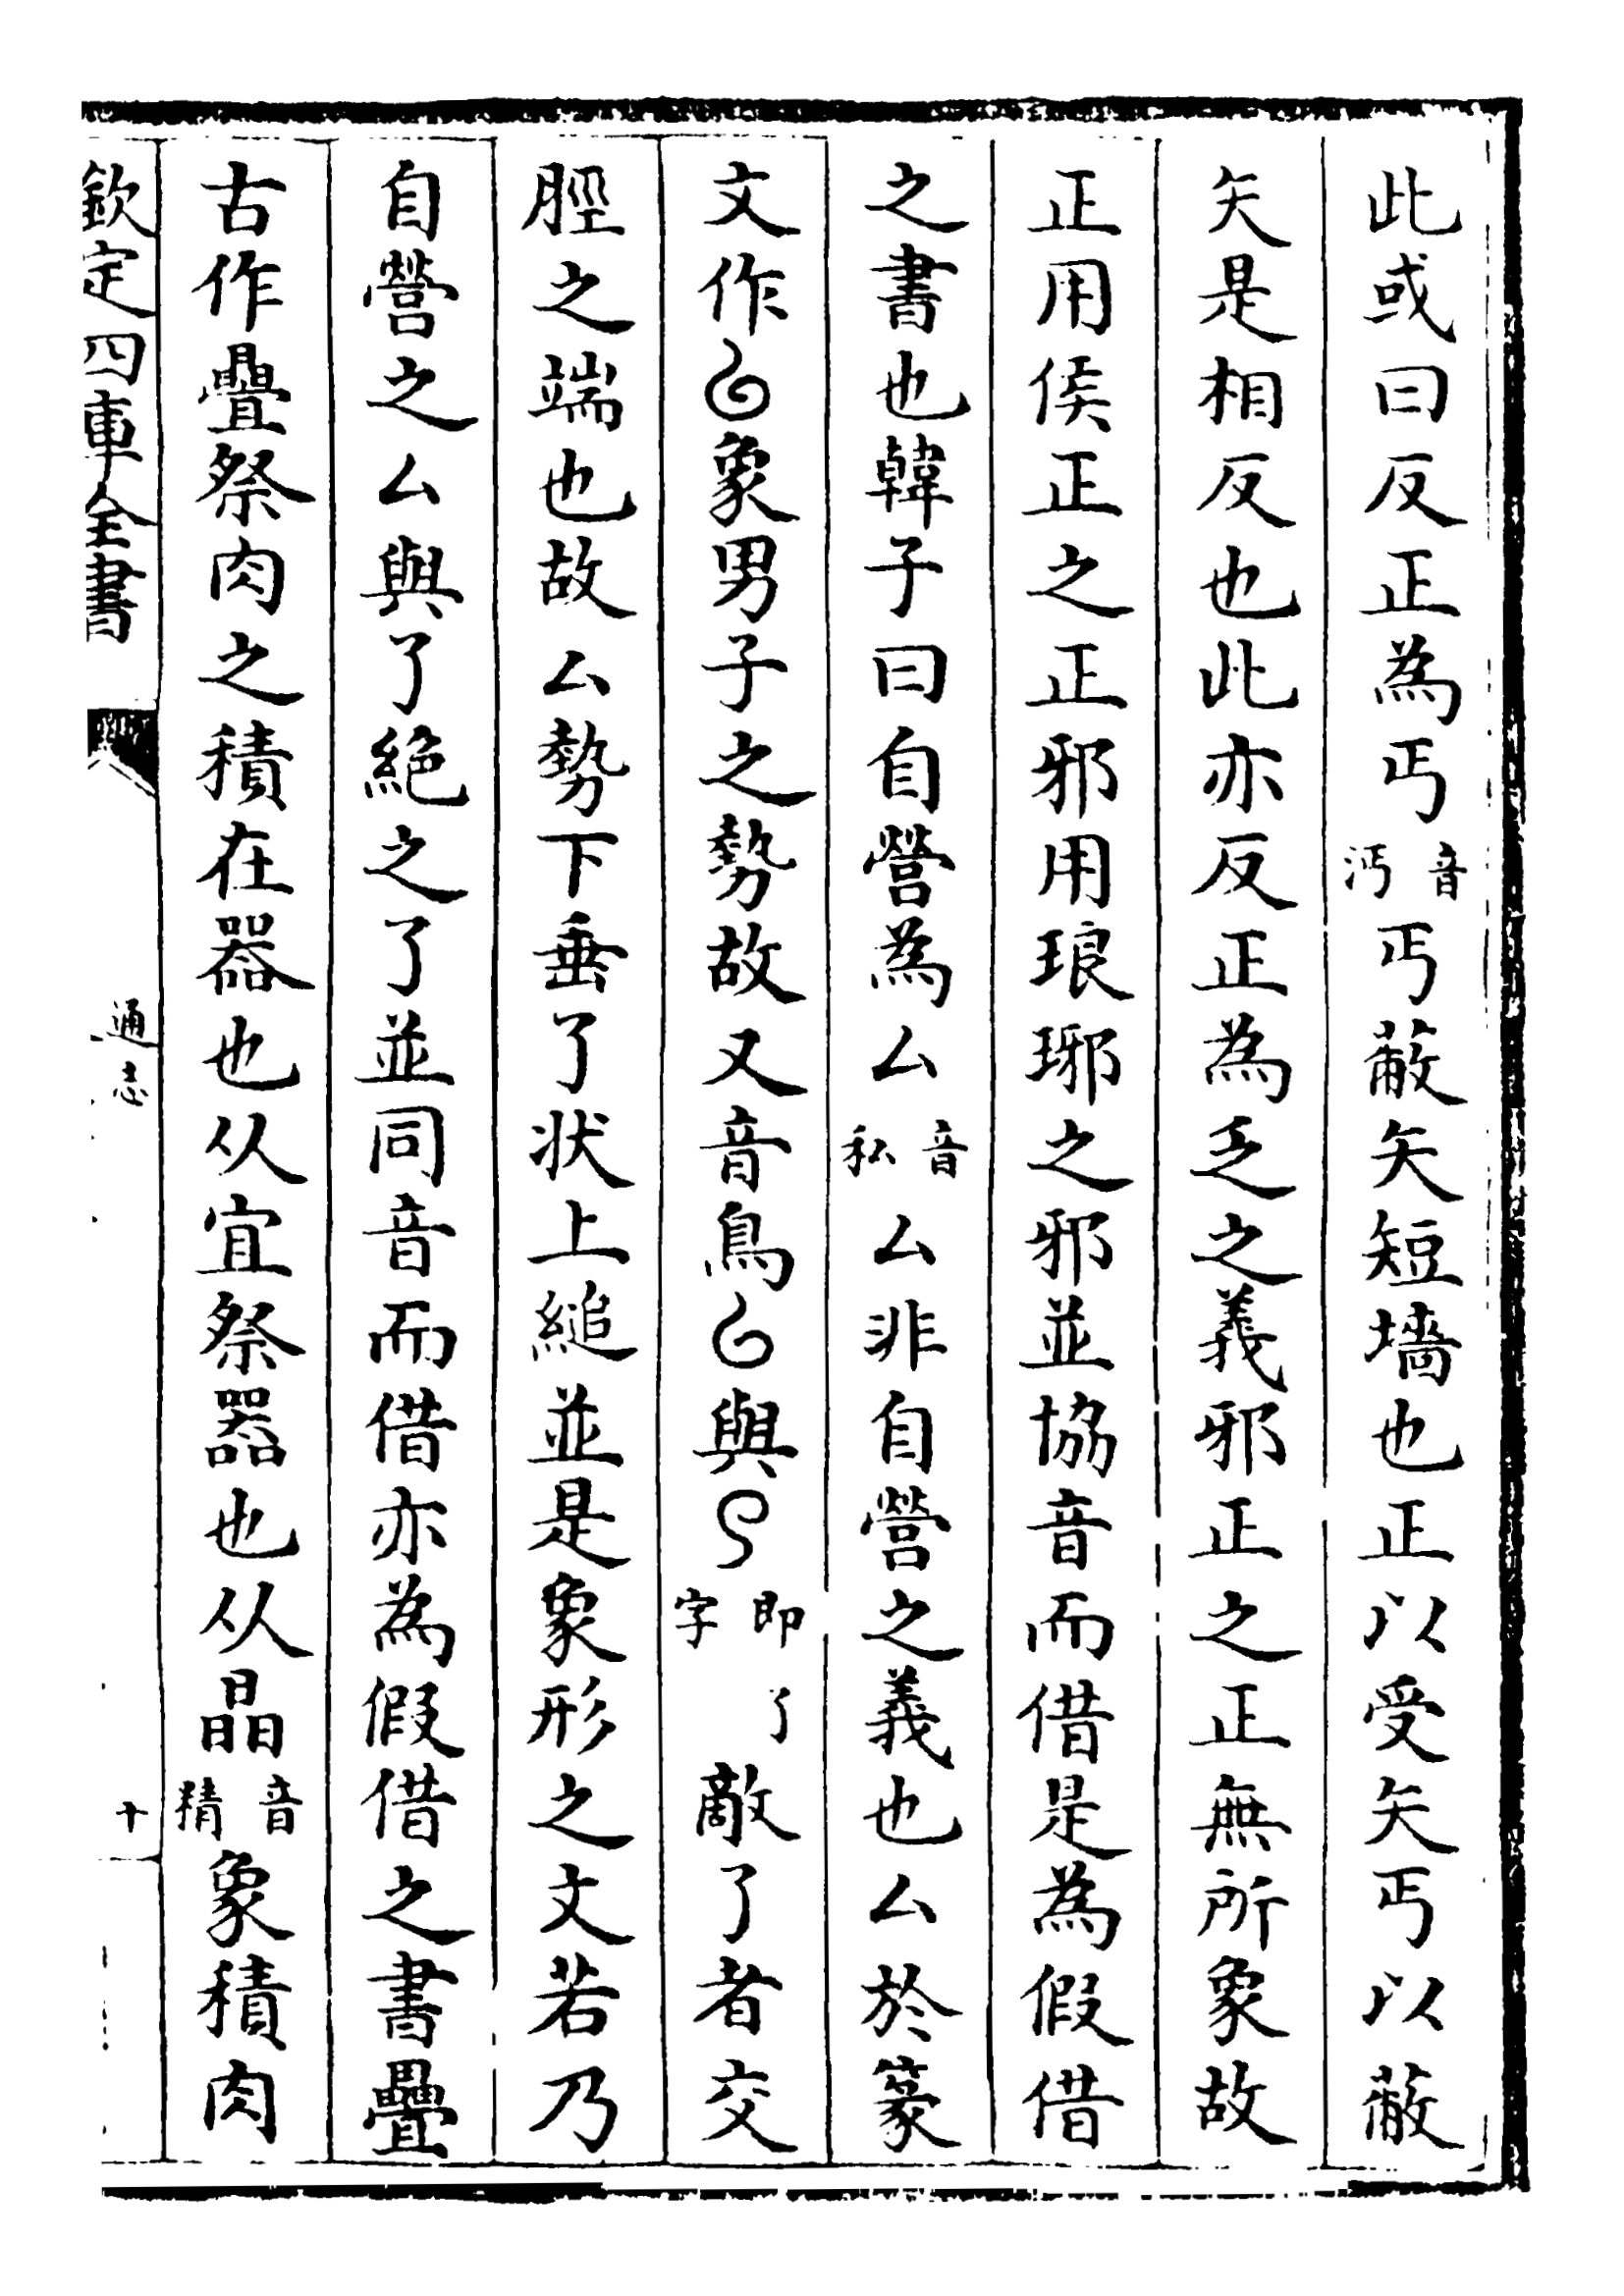 此或曰反正為丏音沔丏蔽矢短墻也正以受矢丏以蔽
矢是相反也此亦反正為乏之義邪正之正無所象故
正用侯正之正邪用琅琊之邪並協音而借是為假借
之書也韓子曰自營為厶音私厶非自營之義也厶於篆
文作象男子之勢故又音鳥與即了字敵了者交
脛之端也故厶勢下垂了状上縋並是象形之文若乃
自營之厶與了絶之了並同音而借亦為假借之書疊
古作疊祭肉之積在器也从宜祭器也从晶音精象積肉
欽定四庫全書
通志
十